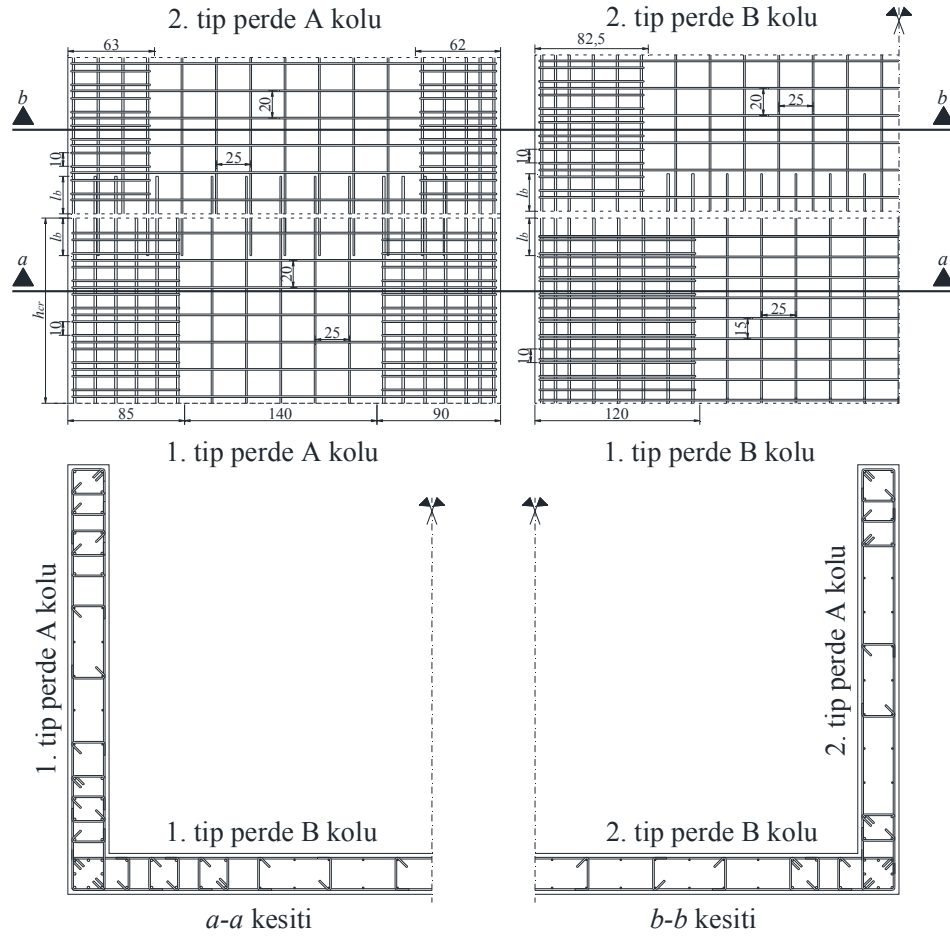 2. tip perde A kolu
2. tip perde B kolu
63
62
82,5
b
b
20
25
20
25
10
10
lb
lb
lb
lb
a
a
hcr
20
25
10
25
15
10
85
140
90
120
1. tip perde A kolu
1. tip perde B kolu
1. tip perde A kolu
2. tip perde A kolu
1. tip perde B kolu
2. tip perde B kolu
a-a kesiti
b-b kesiti